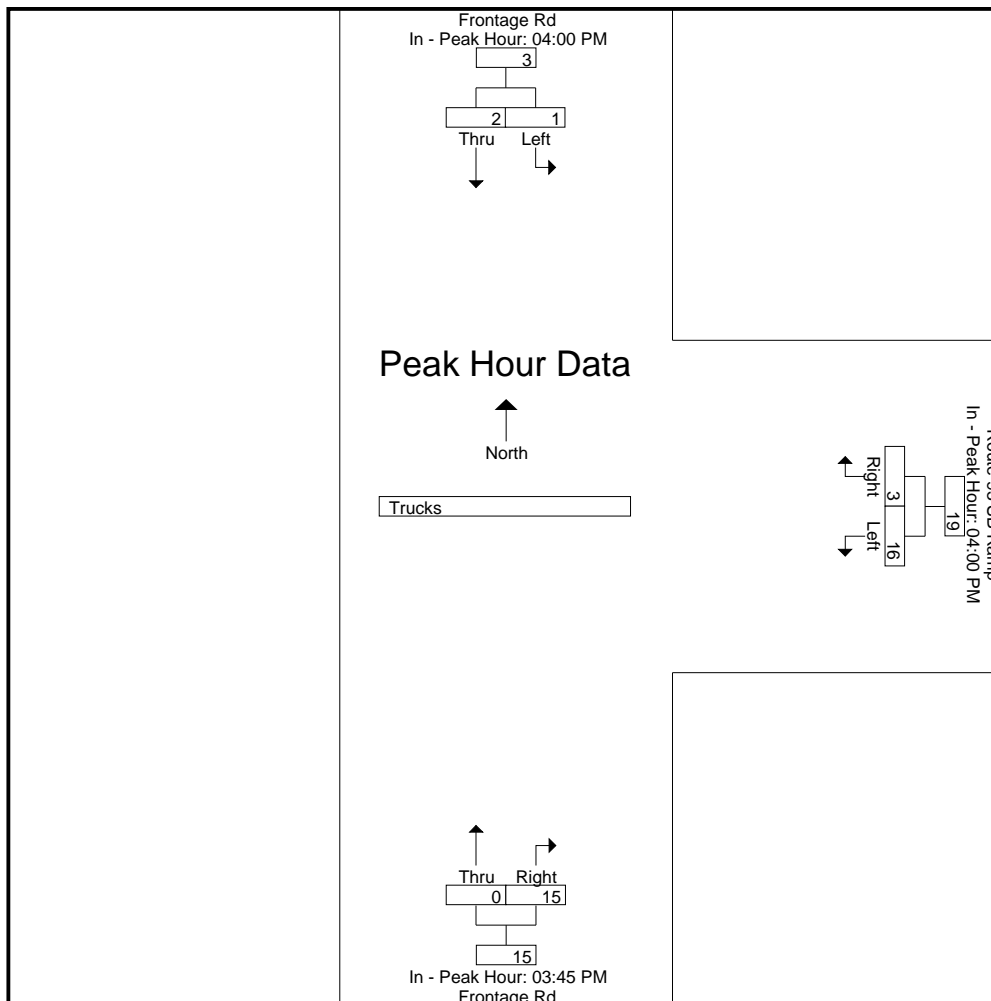 Frontage Rd
In - Peak Hour: 04:00 PM
3
2 1
Thru Left
Peak Hour Data
North
Trucks
In - Peak Hour: 04:00 PM
19
3 16
Right Left
Thru Right
0 15
15
In - Peak Hour: 03:45 PM
Frontage Rd